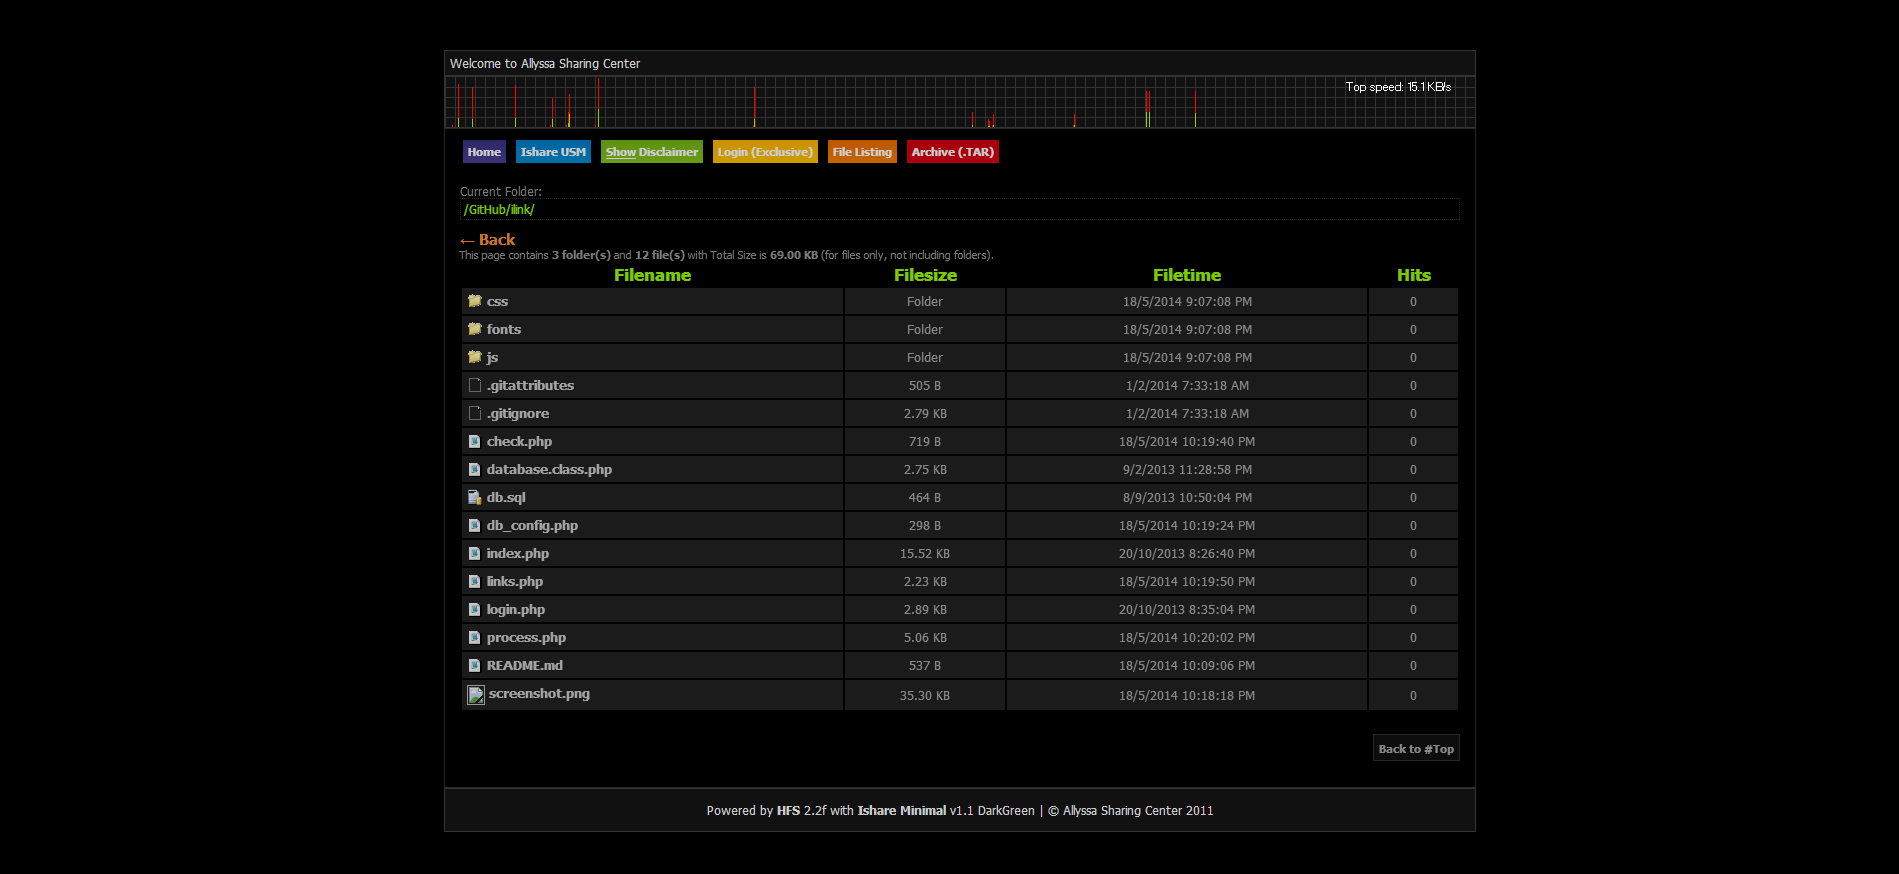 Welcome to Allyssa Sharing Center
Top speed: 15.1 KB/s
Home Ishare USM Show Disclaimer Login (Exclusive) File Listing Archive (.TAR)
Current Folder:
/GitHub/ilink/
← Back
This page contains 3 folder(s) and 12 file(s) with Total Size is 69.00 KB (for files only, not including folders).
Filename Filesize Filetime Hits
css Folder 18/5/2014 9:07:08 PM 0
fonts Folder 18/5/2014 9:07:08 PM 0
js Folder 18/5/2014 9:07:08 PM 0
.gitattributes 505 B 1/2/2014 7:33:18 AM 0
.gitignore 2.79 KB 1/2/2014 7:33:18 AM 0
check.php 719 B 18/5/2014 10:19:40 PM 0
database.class.php 2.75 KB 9/2/2013 11:28:58 PM 0
db.sql 464 B 8/9/2013 10:50:04 PM 0
db_config.php 298 B 18/5/2014 10:19:24 PM 0
index.php 15.52 KB 20/10/2013 8:26:40 PM 0
links.php 2.23 KB 18/5/2014 10:19:50 PM 0
login.php 2.89 KB 20/10/2013 8:35:04 PM 0
process.php 5.06 KB 18/5/2014 10:20:02 PM 0
README.md 537 B 18/5/2014 10:09:06 PM 0
screenshot.png 35.30 KB 18/5/2014 10:18:18 PM 0
Back to #Top
Powered by HFS 2.2f with Ishare Minimal v1.1 DarkGreen | © Allyssa Sharing Center 2011